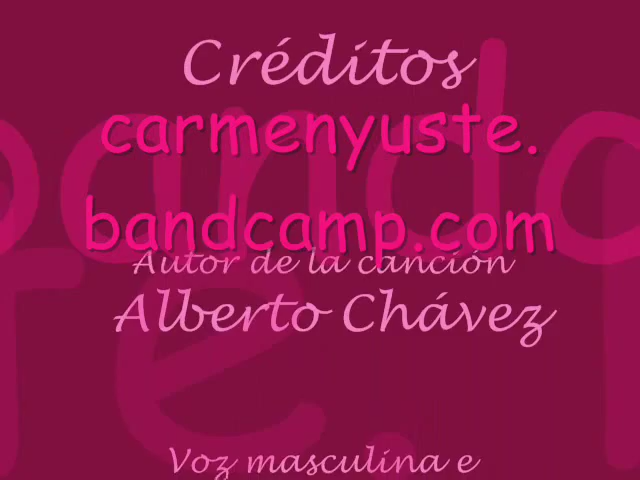 Créditos
carmenyuste.
bandcamp.com
Autor de la canción
Alberto Chávez
Voz masculina e